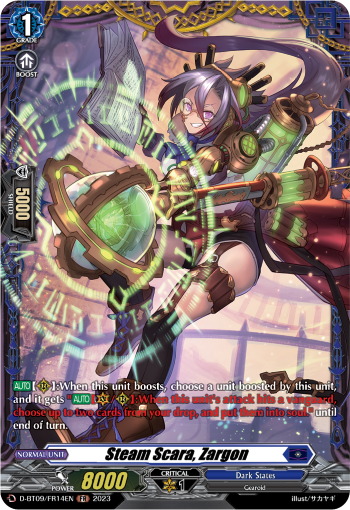 1
GRADE
BOOST
5000
SHIELD
AUTO【R】1:When this unit boosts, choose a unit boosted by this unit,
and it gets "AUTO【V/R】1:When this unit's attack hits a vanguard,
choose up to two cards from your drop, and put them into soul." until
end of turn.
NORMAL UNIT
Steam Scara, Zargon
POWER
8000
CRITICAL
1
Dark States
Gearoid
D-BT09/FR14EN FR 2023
illust/サカヤギ